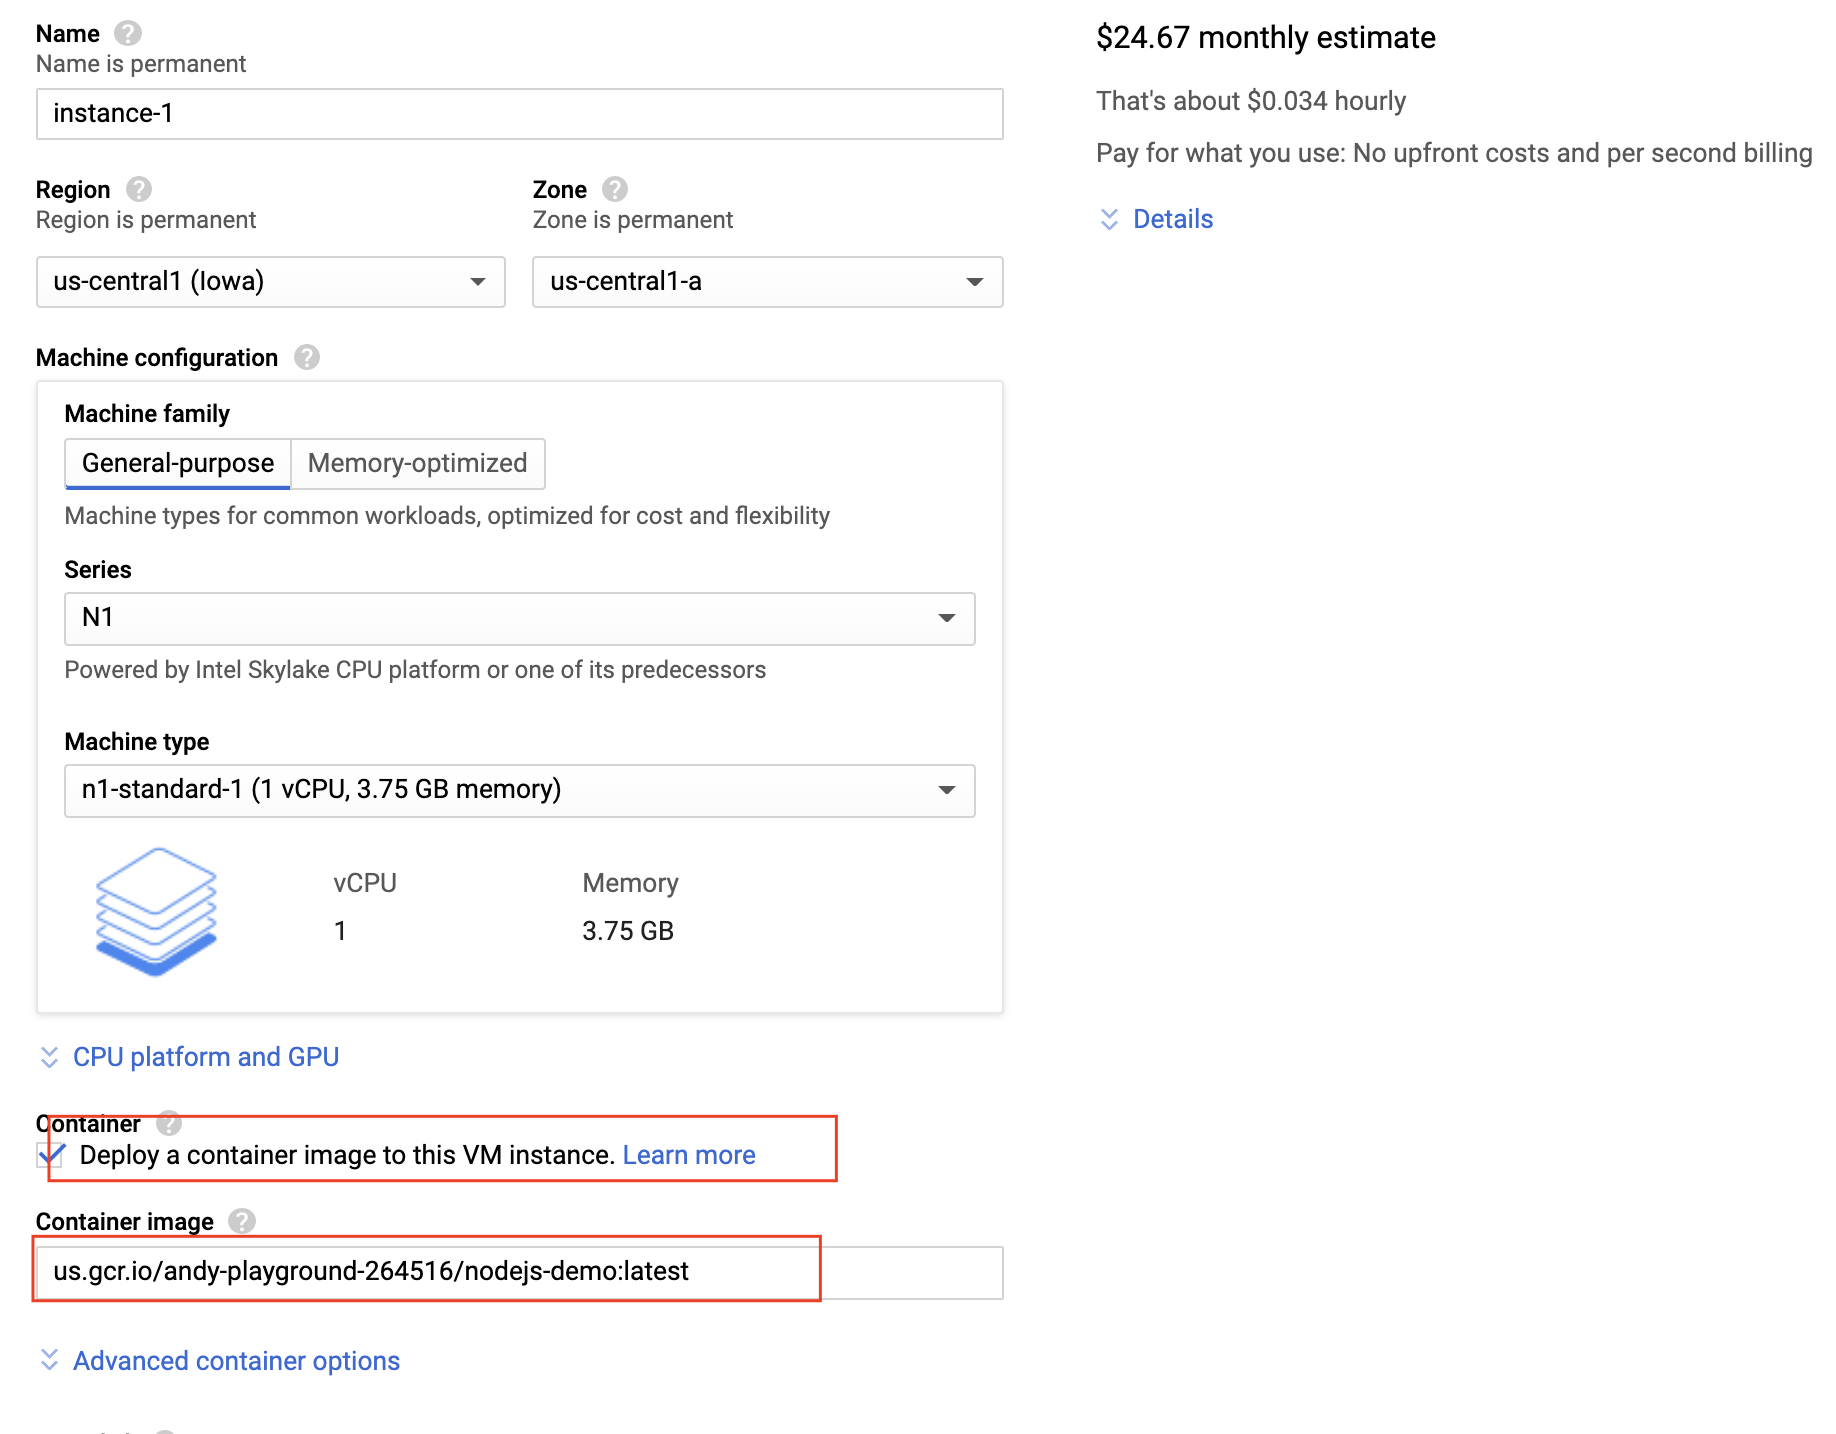 Name
Name is permanent
instance-1
Region
Region is permanent
us-central1 (Iowa)
Zone
Zone is permanent
us-central1-a
Machine configuration
Machine family
General-purpose
Memory-optimized
Machine types for common workloads, optimized for cost and flexibility
Series
N1
Powered by Intel Skylake CPU platform or one of its predecessors
Machine type
n1-standard-1 (1 vCPU, 3.75 GB memory)
vCPU
Memory
1
3.75 GB
CPU platform and GPU
Container
Deploy a container image to this VM instance. Learn more
Container image
us.gcr.io/andy-playground-264516/nodejs-demo:latest
Advanced container options
$24.67 monthly estimate
That's about $0.034 hourly
Pay for what you use: No upfront costs and per second billing
Details